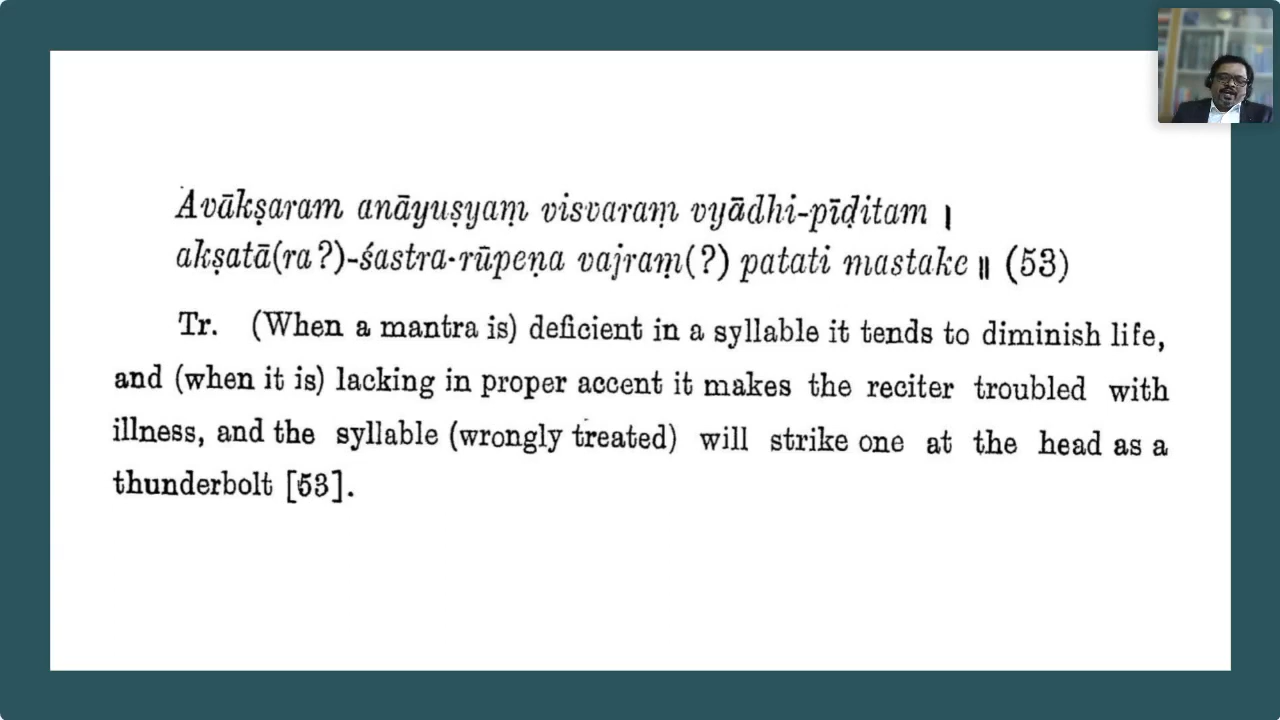 Avākṣaram anāyuṣyaṃ visvaraṃ vyādhi-pīḍitam ।
akṣatā(ra?)-śastra-rūpeṇa vajraṃ(?) patati mastake ॥ (53)
Tr. (When a mantra is) deficient in a syllable it tends to diminish life,
and (when it is) lacking in proper accent it makes the reciter troubled with
illness, and the syllable (wrongly treated) will strike one at the head as a
thunderbolt [53].